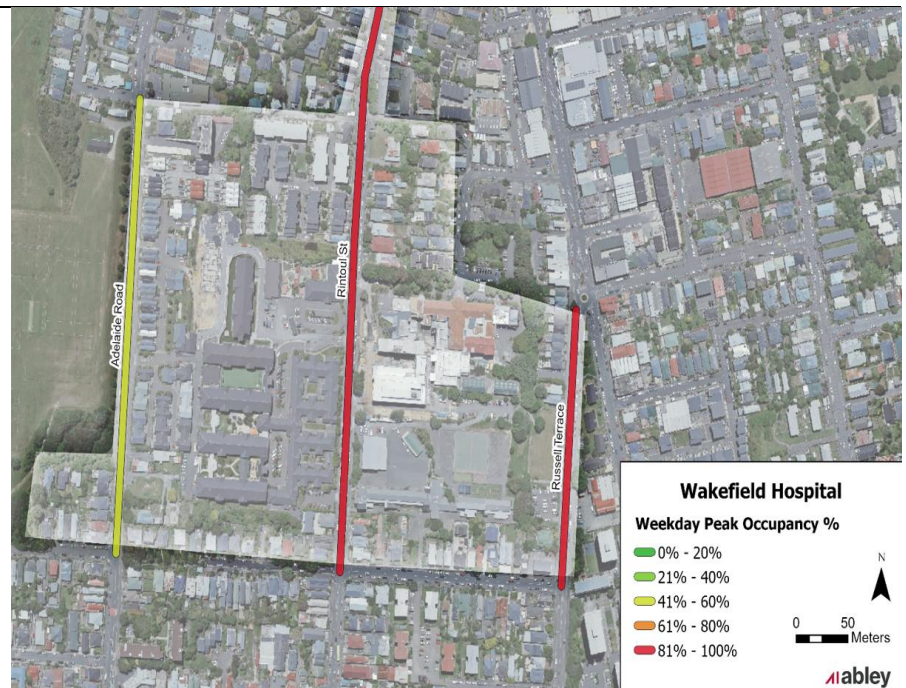 Adelaide Road
Rintoul St
Russell Terrace
Wakefield Hospital
Weekday Peak Occupancy %
0% - 20%
21% - 40%
41% - 60%
61% - 80%
81% - 100%
N
0 50
Meters
abley